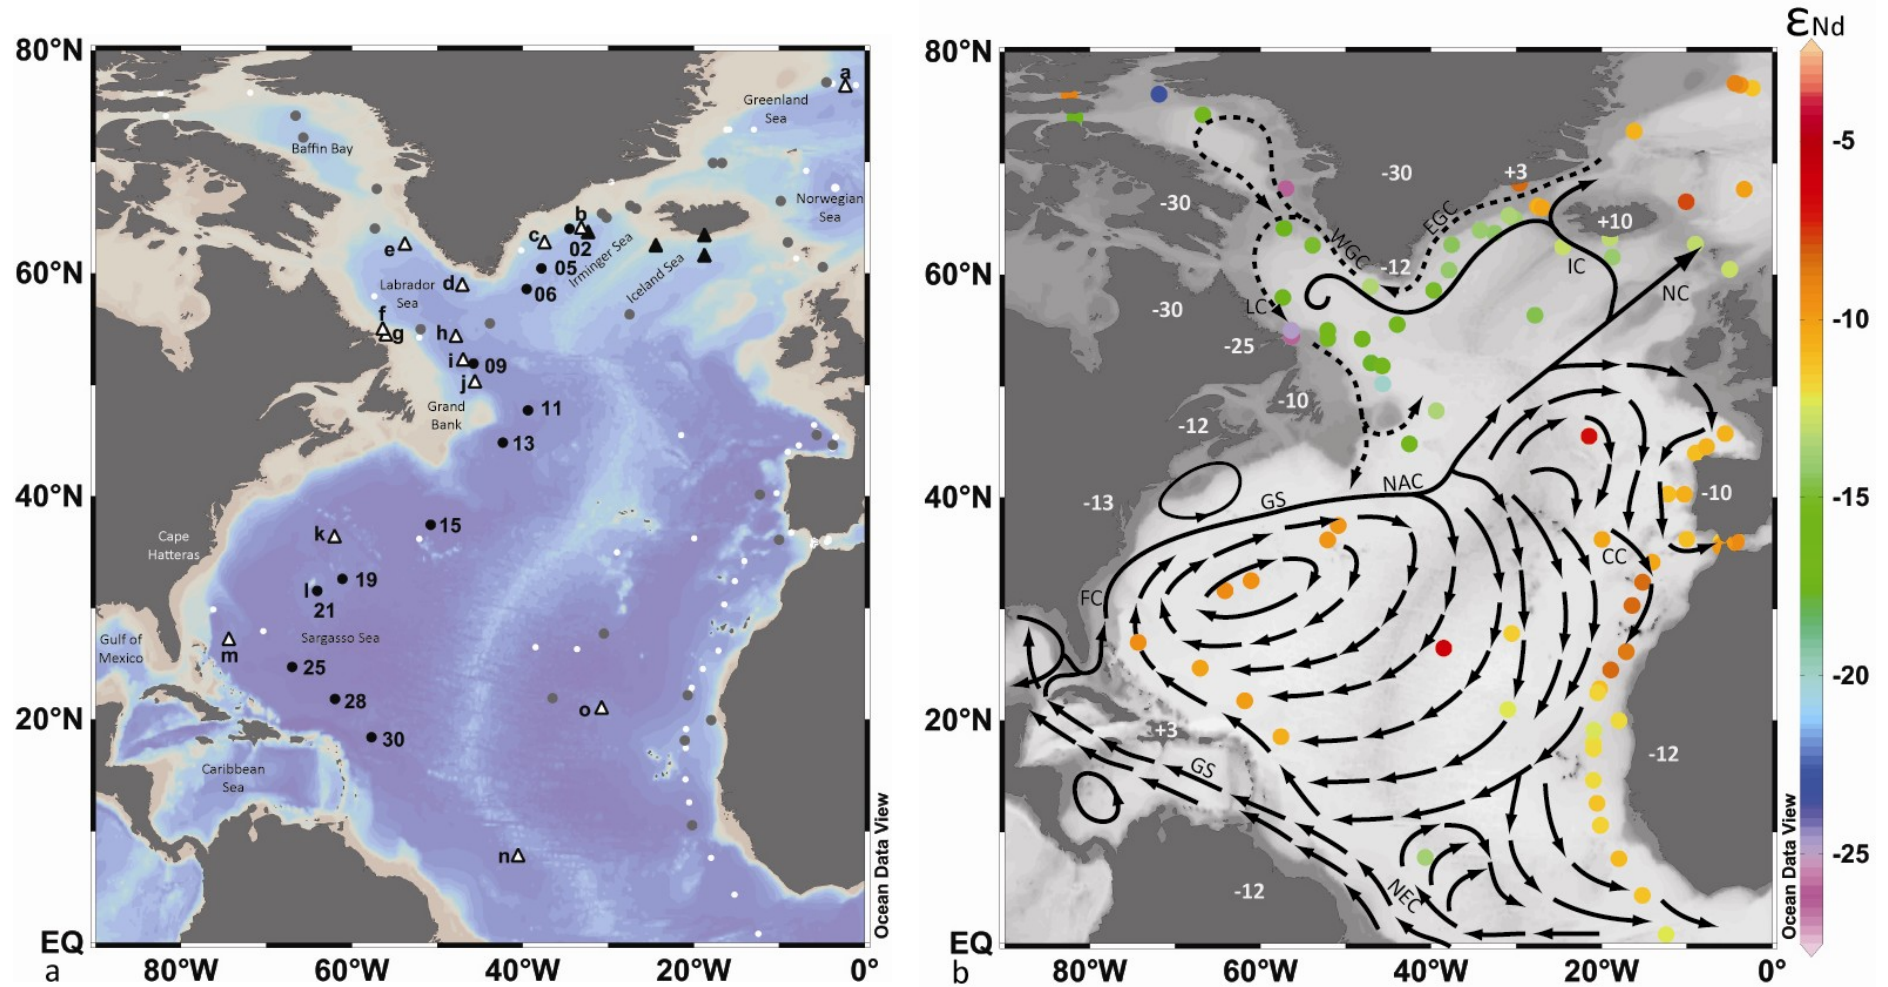 80°N
60°N
40°N
20°N
EQ
80°W
60°W
40°W
20°W
0°
a
Greenland
Sea
Baffin Bay
Norwegian
Sea
a
b
c
02
05
06
Irminger Sea
Iceland Sea
e
d
Labrador
Sea
f
g
h
i
09
j
Grand
Bank
11
13
15
k
Cape
Hatteras
19
l
21
Sargasso Sea
Gulf of
Mexico
m
25
28
30
o
Caribbean
Sea
n
Ocean Data View
80°N
60°N
40°N
20°N
EQ
80°W
60°W
40°W
20°W
0°
b
-30
+3
-30
EGC
+10
WGC
-12
IC
NC
-30
LC
-25
-10
-12
-13
GS
NAC
-10
CC
FC
+3
GS
-12
-12
NEC
Ocean Data View
εNd
-5
-10
-15
-20
-25